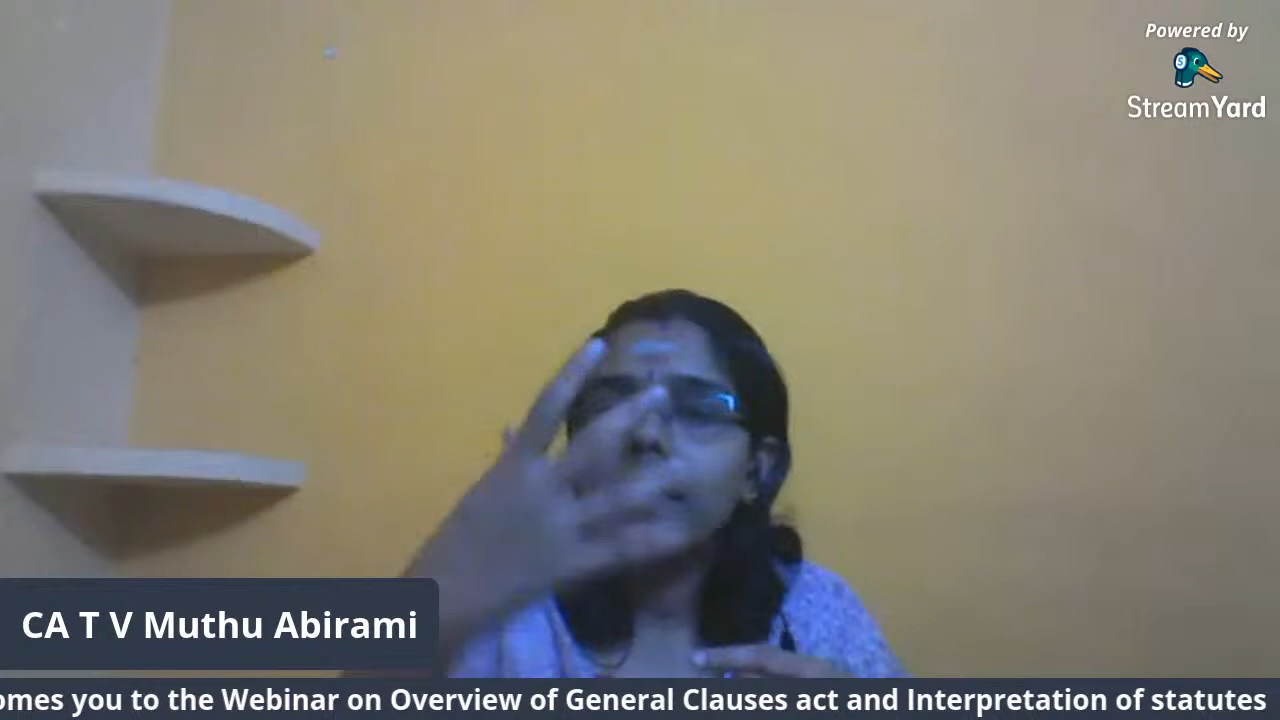 Powered by
S
StreamYard
CA T V Muthu Abirami
you to the Webinar on Overview of General Clauses act and Interpretation of statutes